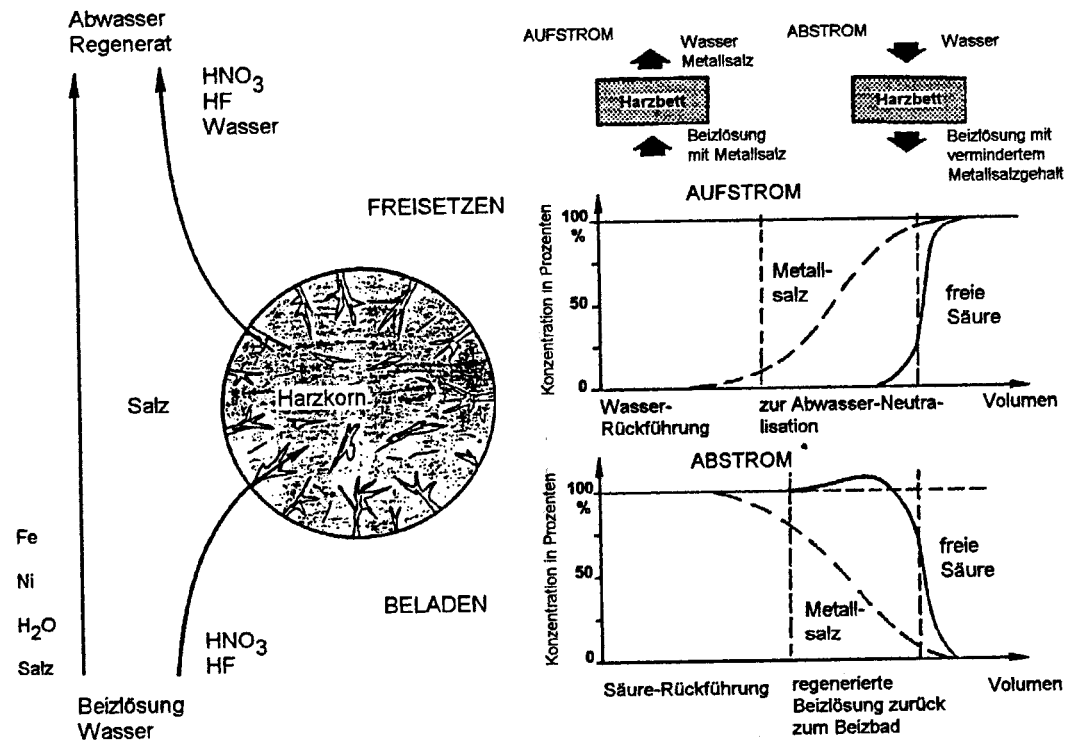 Abwasser
Regenerat
HNO3
HF
Wasser
FREISETZEN
Salz
Harzkorn
Fe
Ni
H2O
Salz
BELADEN
HNO3
HF
Beizlösung
Wasser
AUFSTROM
Wasser
Metallsalz
Harzbett
Beizlösung
mit Metallsalz
ABSTROM
Wasser
Harzbett
Beizlösung mit
vermindertem
Metallsalzgehalt
AUFSTROM
Konzentration in Prozenten
100
%
50
0
Metall-
salz
freie
Säure
Wasser-
Rückführung
zur Abwasser-Neutra-
lisation
Volumen
ABSTROM
Konzentration in Prozenten
100
%
50
0
freie
Säure
Metall-
salz
Säure-Rückführung
regenerierte
Beizlösung zurück
zum Beizbad
Volumen